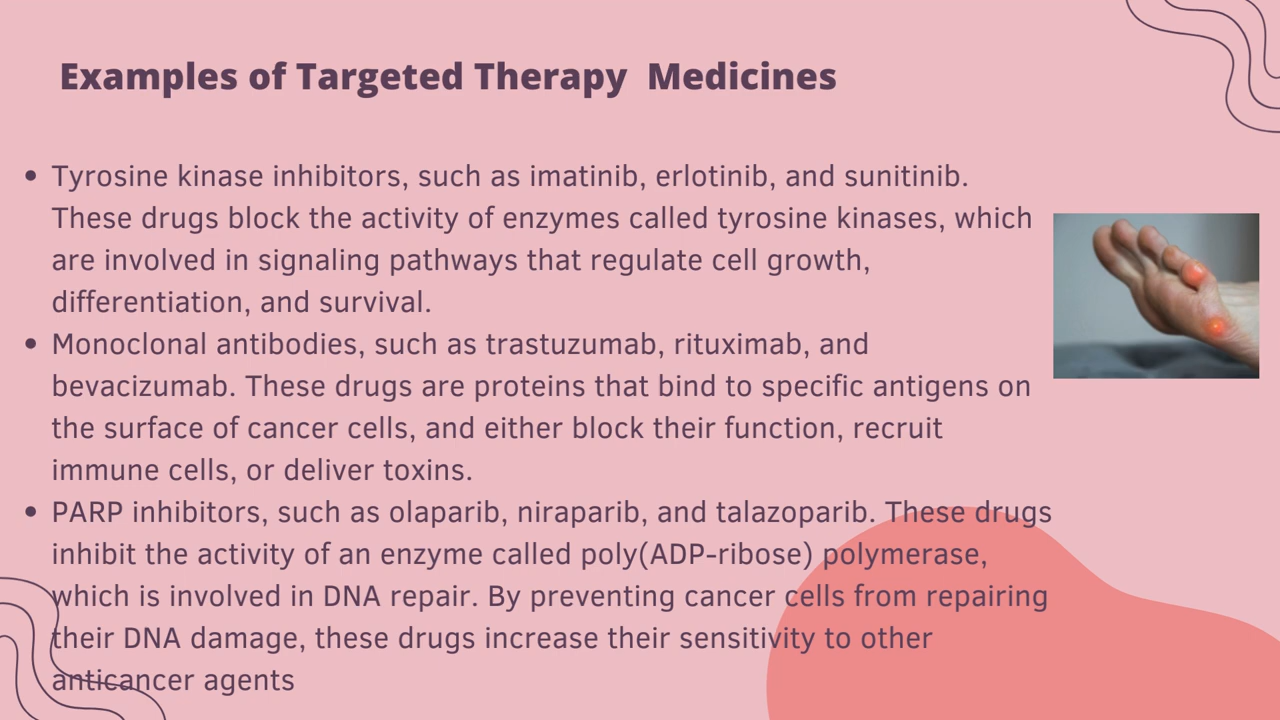 Examples of Targeted Therapy Medicines
• Tyrosine kinase inhibitors, such as imatinib, erlotinib, and sunitinib.
These drugs block the activity of enzymes called tyrosine kinases, which
are involved in signaling pathways that regulate cell growth,
differentiation, and survival.
• Monoclonal antibodies, such as trastuzumab, rituximab, and
bevacizumab. These drugs are proteins that bind to specific antigens on
the surface of cancer cells, and either block their function, recruit
immune cells, or deliver toxins.
• PARP inhibitors, such as olaparib, niraparib, and talazoparib. These drugs
inhibit the activity of an enzyme called poly(ADP-ribose) polymerase,
which is involved in DNA repair. By preventing cancer cells from repairing
their DNA damage, these drugs increase their sensitivity to other
anticancer agents